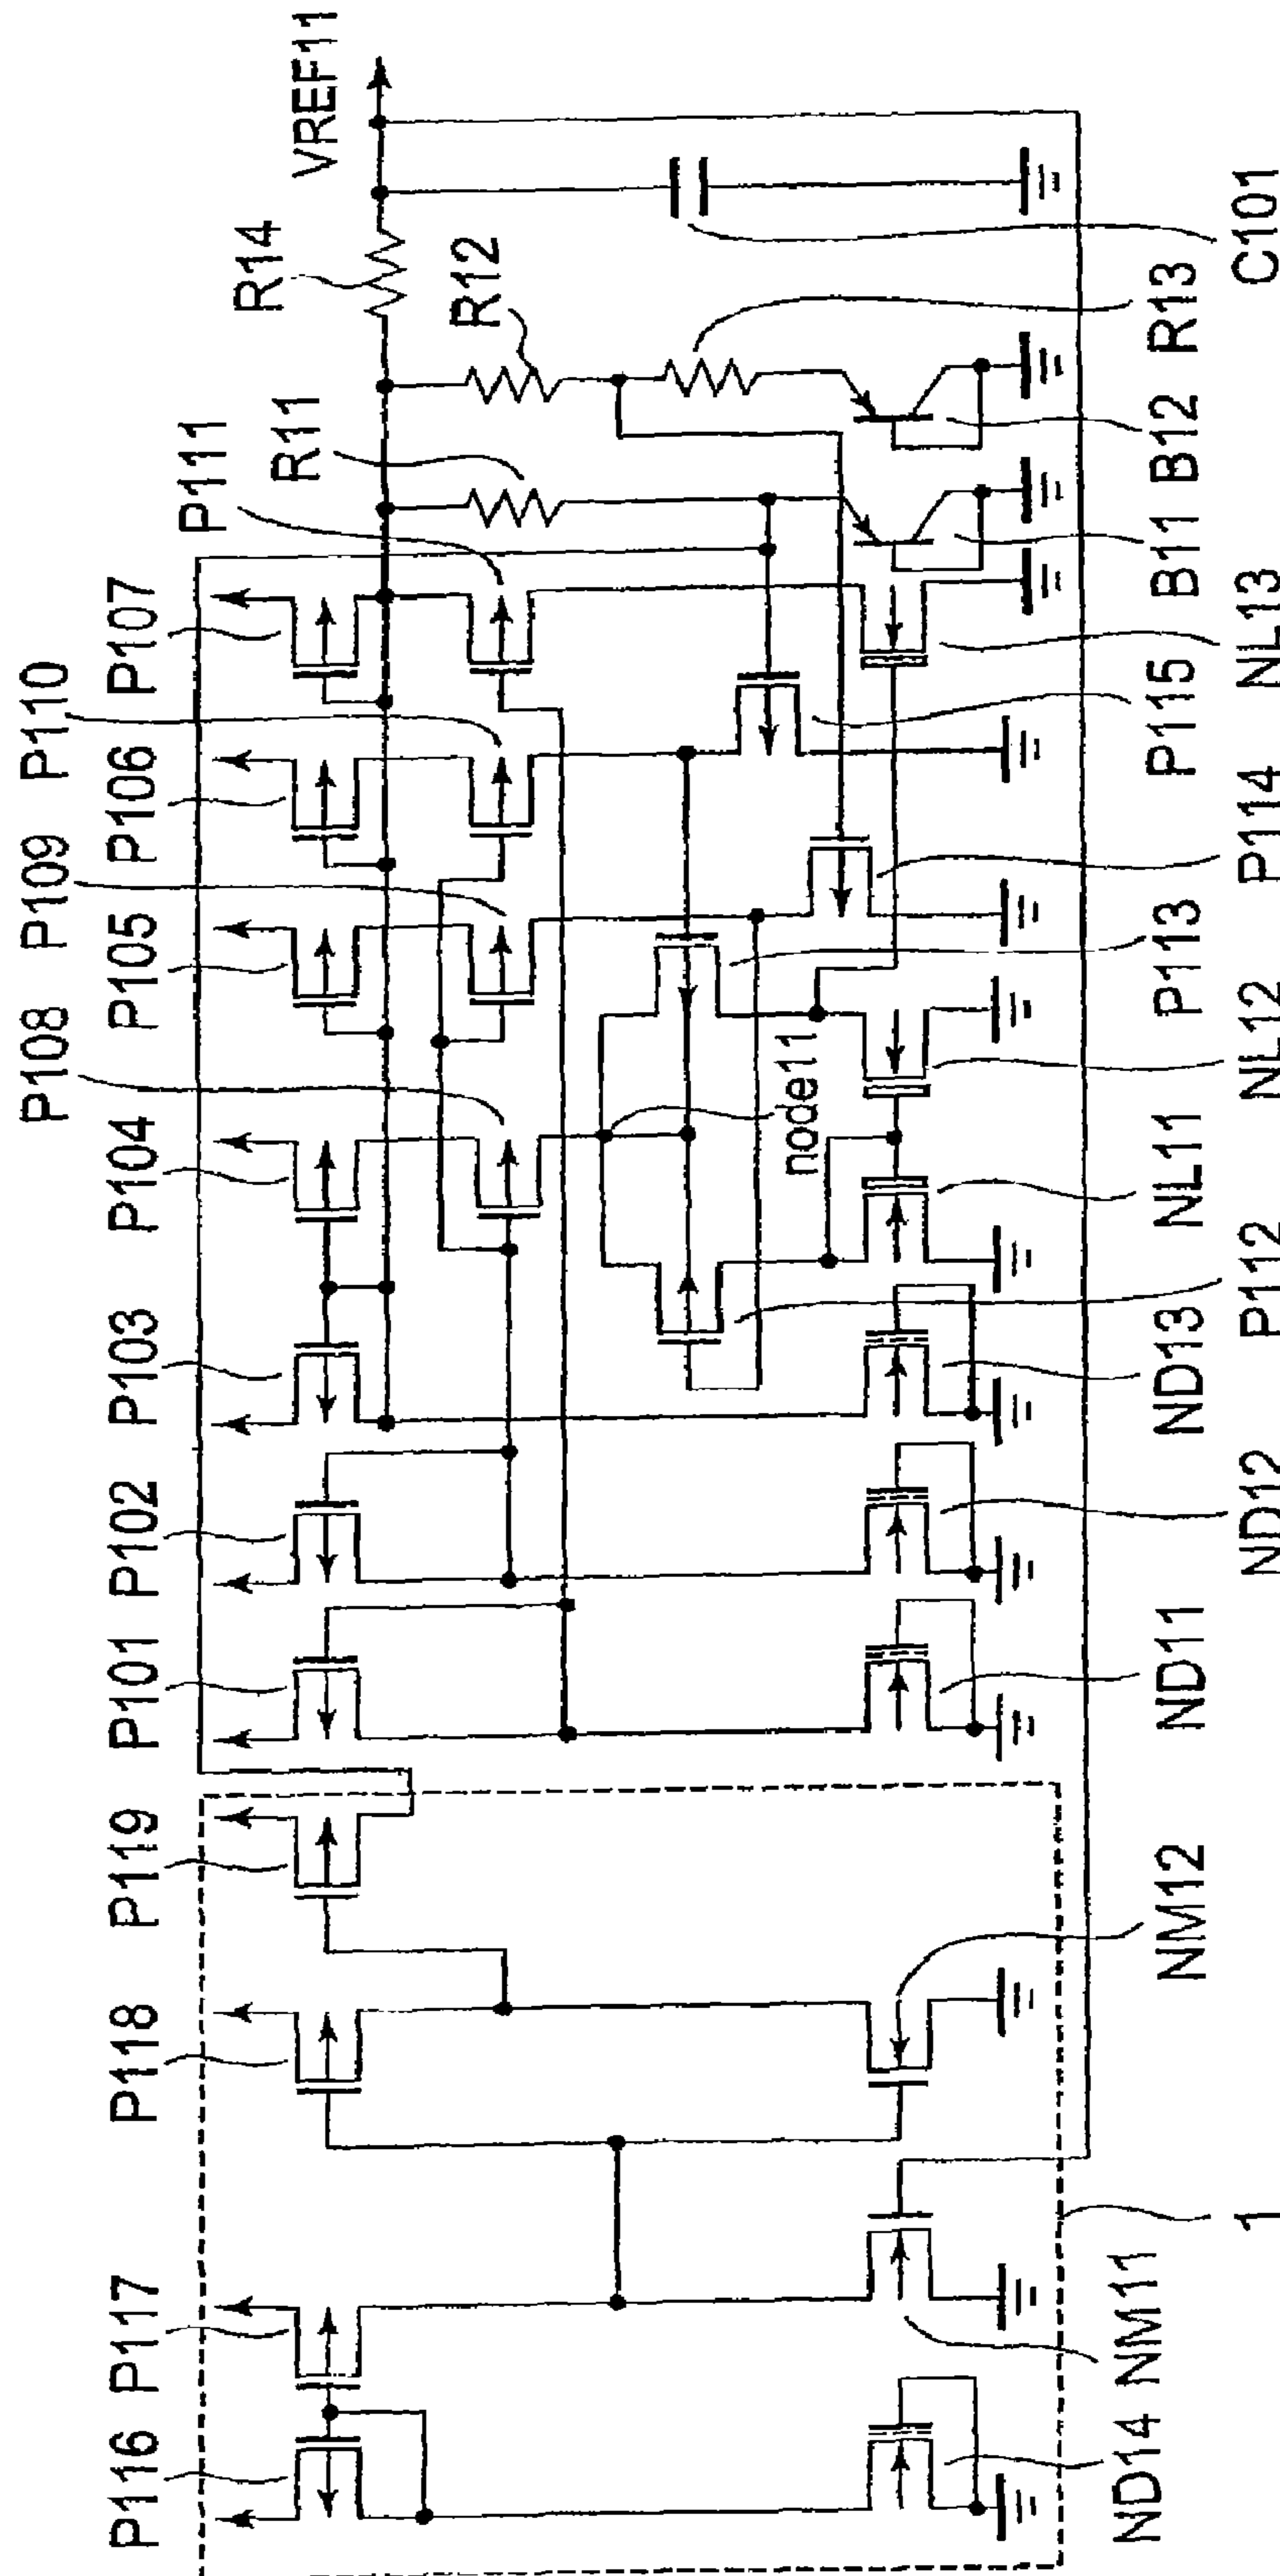 P116
P117
P118
P119
P101
P102
P103
P104
P108
P105
P109
P106
P110
P107
P111
R11
R12
R14
VREF11
node11
ND14
NM11
1
NM12
ND11
ND12
ND13
P112
NL11
NL12
P113
P114
P115
NL13
B11
B12
R13
C101